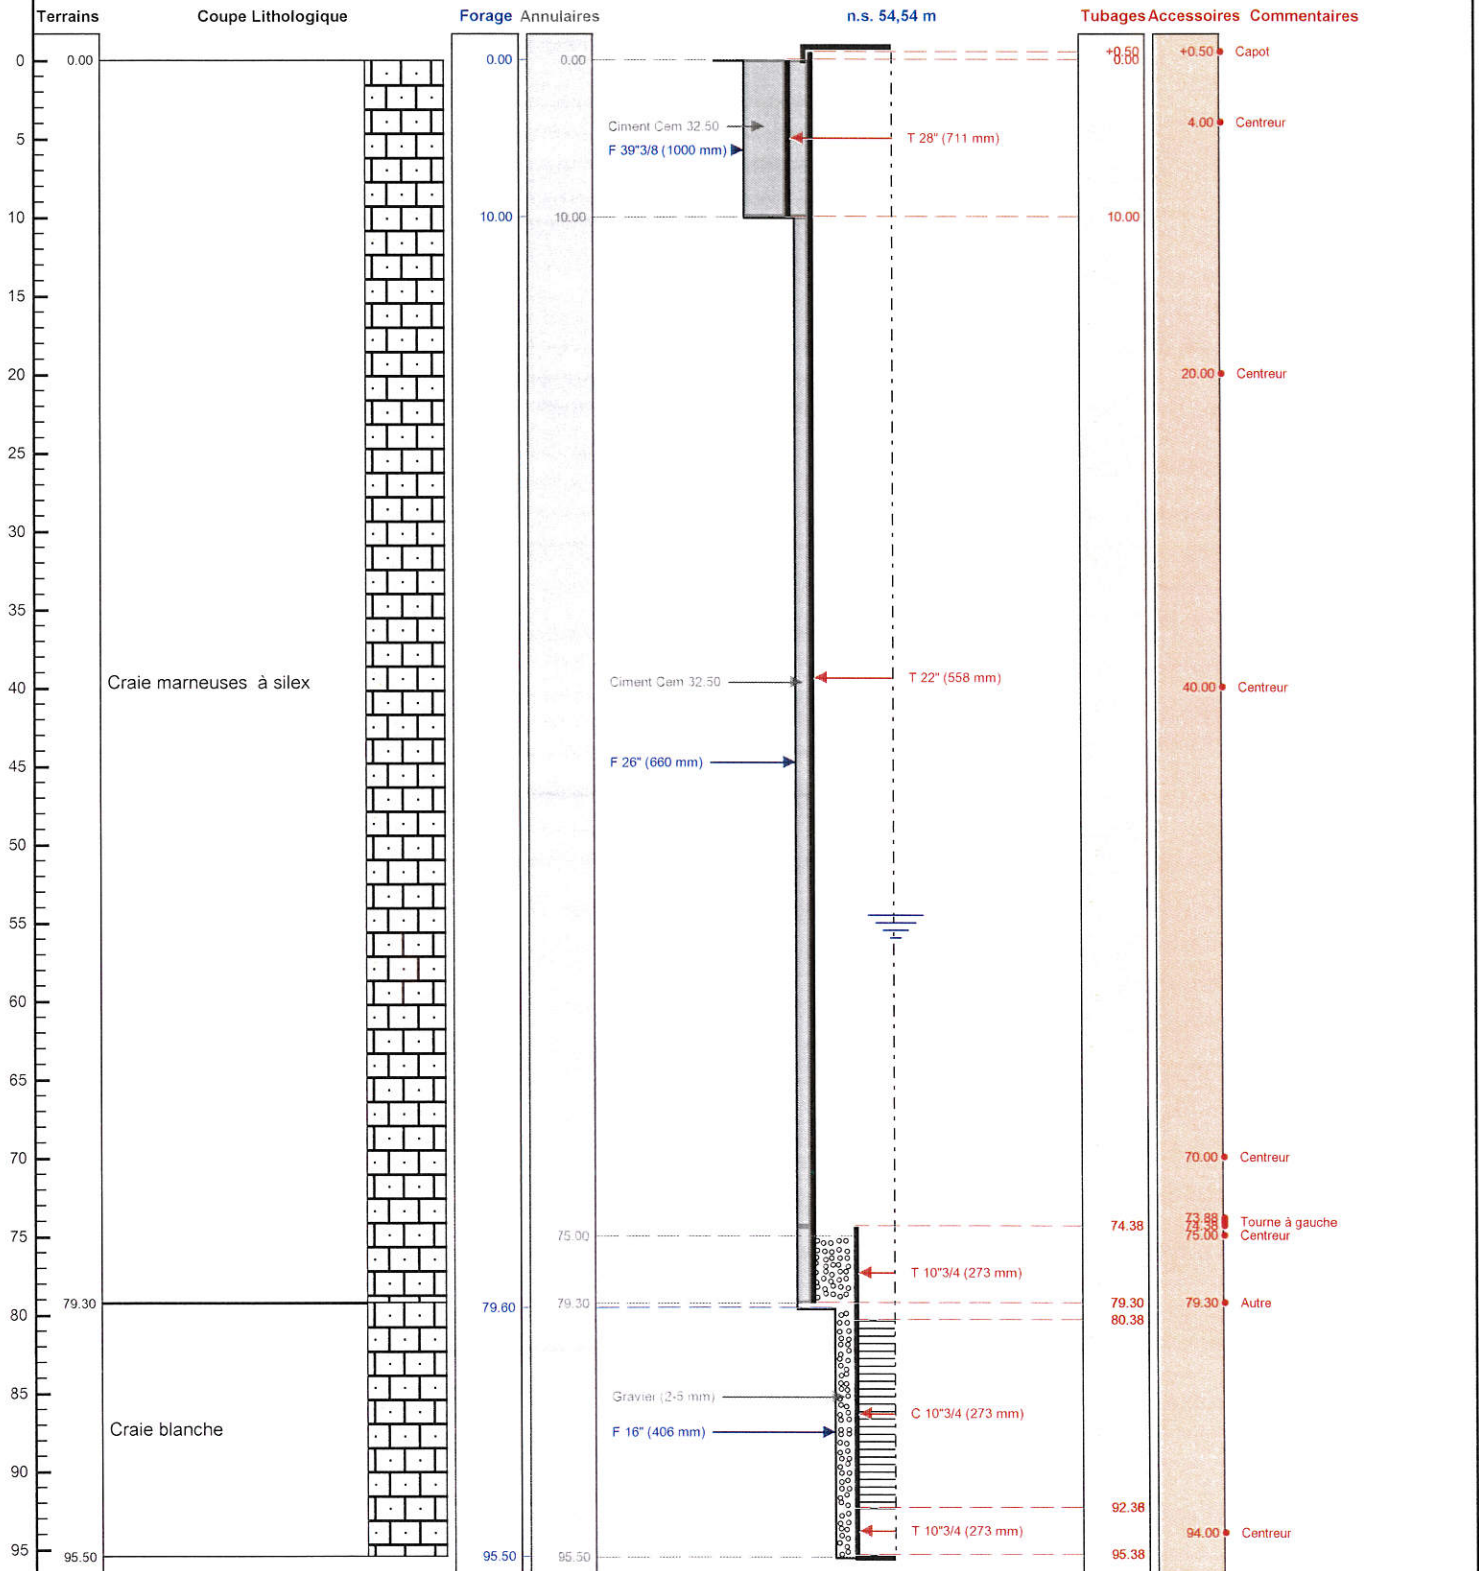 Terrains Coupe Lithologique Forage Annulaires n.s. 54,54 m Tubages Accessoires Commentaires
+0.50 +0.50 Capot
0 0.00 0.00 0.00 0.00
4.00 Centreur
Ciment Cem 32.50
5 T 28" (711 mm)
F 39"3/8 (1000 mm)
10 10.00 10.00 10.00
15
20 20.00 Centreur
25
30
35
T 22" (558 mm)
Craie marneuses à silex Ciment Cem 32.50
40 40.00 Centreur
45 F 26" (660 mm)
50
55
60
65
70 70.00 Centreur
73.88
74.38 74.38 Tourne à gauche
75 75.00 75.00 Centreur
T 10"3/4 (273 mm)
79.30 79.60 79.30 79.30 79.30 Autre
80 80.38
85 Gravier (2-5 mm)
C 10"3/4 (273 mm)
Craie blanche F 16" (406 mm)
90
92.36
T 10"3/4 (273 mm) 94.00 Centreur
95 95.50 95.50 95.50 95.38